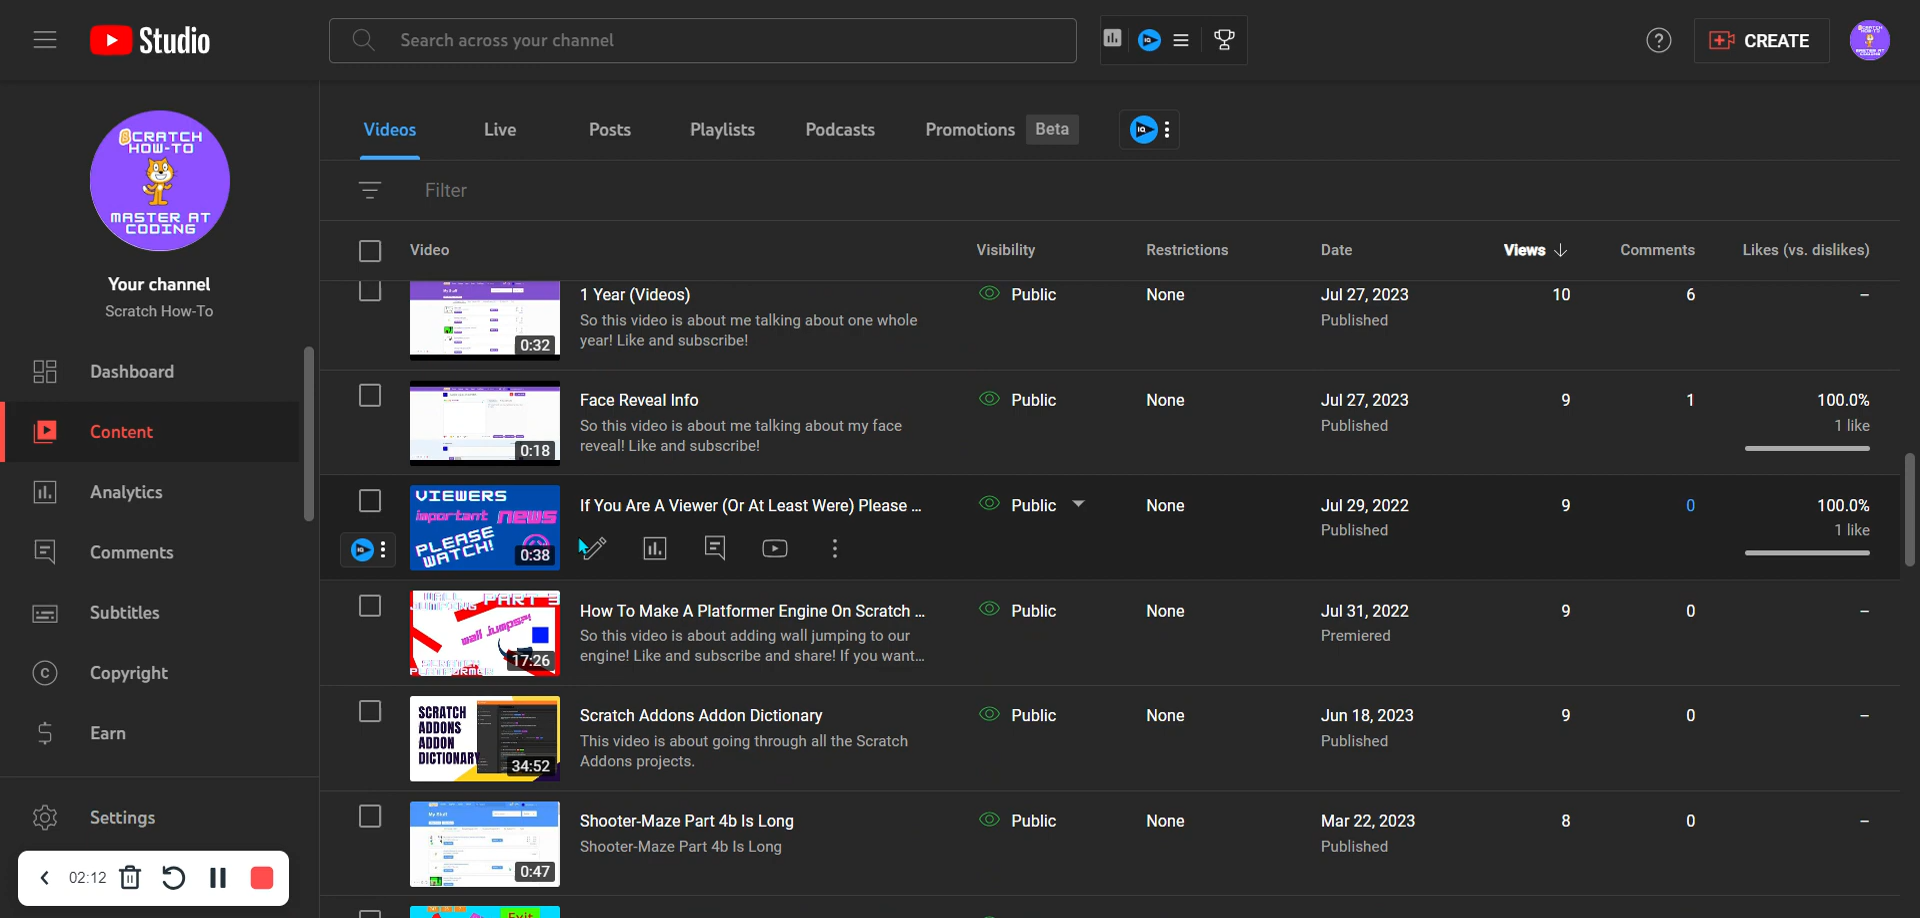 Studio
Search across your channel
CREATE
SCRATCH
HOW-TO
MASTER AT
CODING
Your channel
Scratch How-To
Dashboard
Content
Analytics
Comments
Subtitles
Copyright
Earn
Settings
02:12
Videos Live Posts Playlists Podcasts Promotions Beta
Filter
Video Visibility Restrictions Date Views Comments Likes (vs. dislikes)
0:32
1 Year (Videos)
So this video is about me talking about one whole
year! Like and subscribe!
Public None Jul 27, 2023 10 6 –
Published
0:18
Face Reveal Info
So this video is about me talking about my face
reveal! Like and subscribe!
Public None Jul 27, 2023 9 1 100.0%
Published 1 like
VIEWERS
important NEWS
PLEASE
WATCH!
0:38
If You Are A Viewer (Or At Least Were) Please ...
Public None Jul 29, 2022 9 0 100.0%
Published 1 like
PART 3
wall jumping
17:26
How To Make A Platformer Engine On Scratch ...
So this video is about adding wall jumping to our
engine! Like and subscribe and share! If you want...
Public None Jul 31, 2022 9 0 –
Premiered
SCRATCH
ADDONS
ADDON
DICTIONARY
34:52
Scratch Addons Addon Dictionary
This video is about going through all the Scratch
Addons projects.
Public None Jun 18, 2023 9 0 –
Published
My Stuff
0:47
Shooter-Maze Part 4b Is Long
Shooter-Maze Part 4b Is Long
Public None Mar 22, 2023 8 0 –
Published
Exit